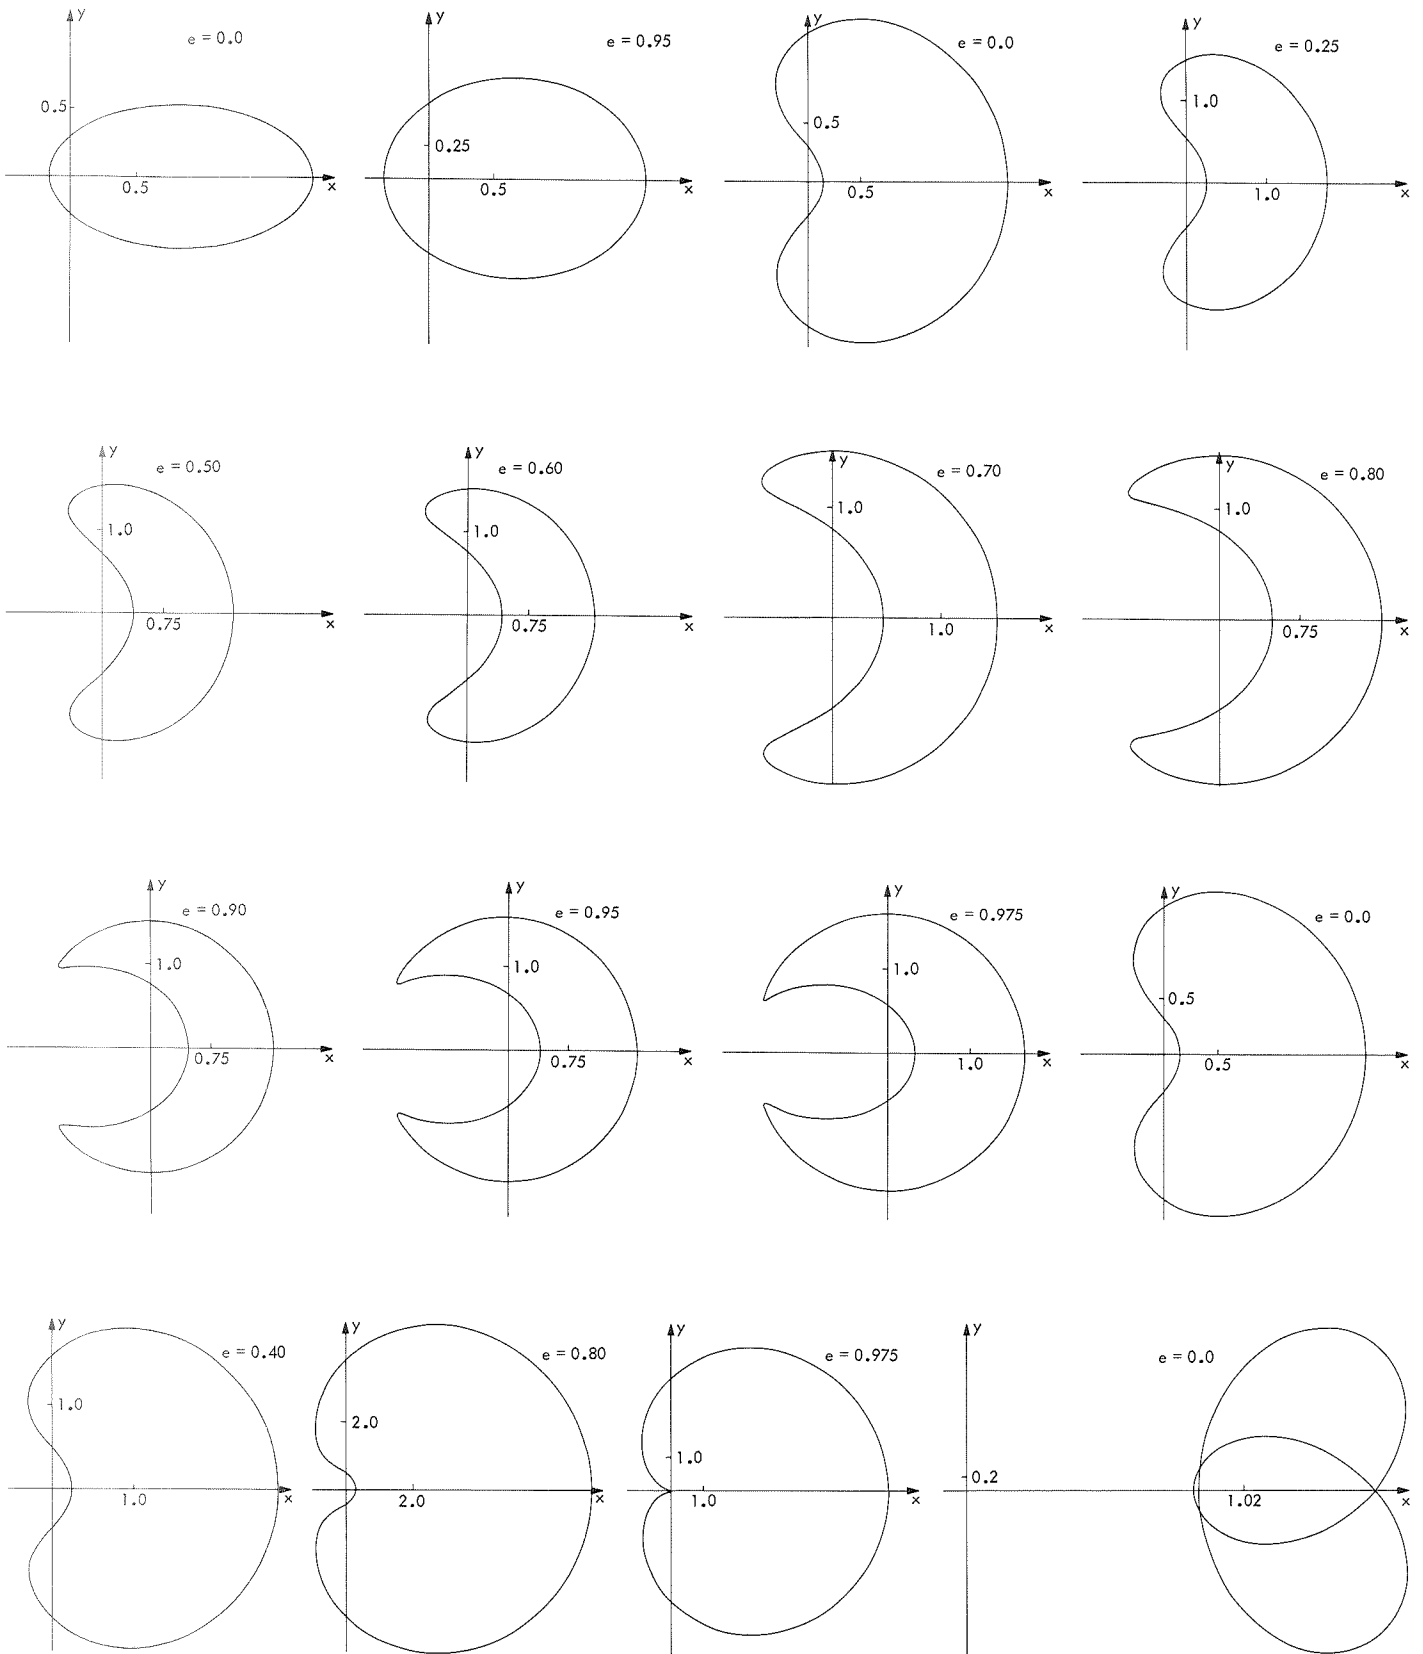 y
e = 0.0
0.5
0.5
x
y
e = 0.95
0.25
0.5
x
y
e = 0.0
0.5
0.5
x
y
e = 0.25
1.0
1.0
x
y
e = 0.50
1.0
0.75
x
y
e = 0.60
1.0
0.75
x
y
e = 0.70
1.0
1.0
x
y
e = 0.80
1.0
0.75
x
y
e = 0.90
1.0
0.75
x
y
e = 0.95
1.0
0.75
x
y
e = 0.975
1.0
1.0
x
y
e = 0.0
0.5
0.5
x
y
e = 0.40
1.0
1.0
x
y
e = 0.80
2.0
2.0
x
y
e = 0.975
1.0
1.0
x
y
e = 0.0
0.2
1.02
x